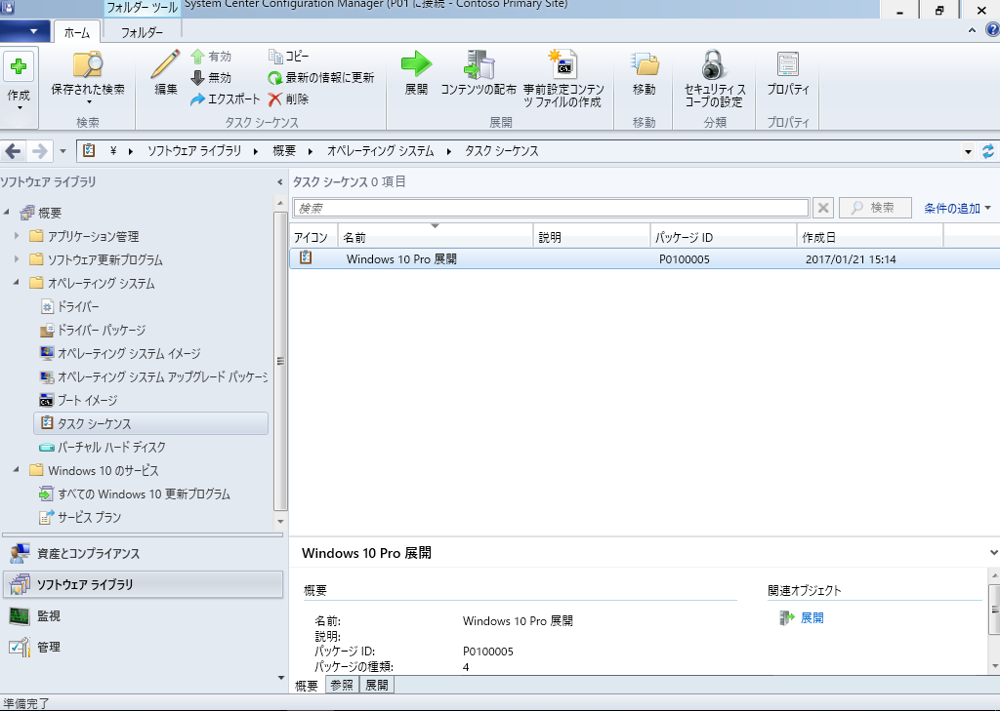 フォルダー ツール
System Center Configuration Manager (P01 に接続 - Contoso Primary Site)
ホーム
フォルダー
作成
保存された検索
検索
編集
有効
無効
エクスポート
コピー
最新の情報に更新
削除
タスク シーケンス
展開
コンテンツの配布
事前設定コンテン
ツ ファイルの作成
展開
移動
移動
セキュリティ ス
コープの設定
分類
プロパティ
プロパティ
¥ ソフトウェア ライブラリ 概要 オペレーティング システム タスク シーケンス
ソフトウェア ライブラリ
概要
アプリケーション管理
ソフトウェア更新プログラム
オペレーティング システム
ドライバー
ドライバー パッケージ
オペレーティング システム イメージ
オペレーティング システム アップグレード パッケージ
ブート イメージ
タスク シーケンス
バーチャル ハード ディスク
Windows 10 のサービス
すべての Windows 10 更新プログラム
サービス プラン
資産とコンプライアンス
ソフトウェア ライブラリ
監視
管理
タスク シーケンス 0 項目
検索
検索
条件の追加
アイコン 名前 説明 パッケージ ID 作成日
Windows 10 Pro 展開 P0100005 2017/01/21 15:14
Windows 10 Pro 展開
概要
名前: Windows 10 Pro 展開
説明:
パッケージ ID: P0100005
パッケージの種類: 4
関連オブジェクト
展開
概要 参照 展開
準備完了